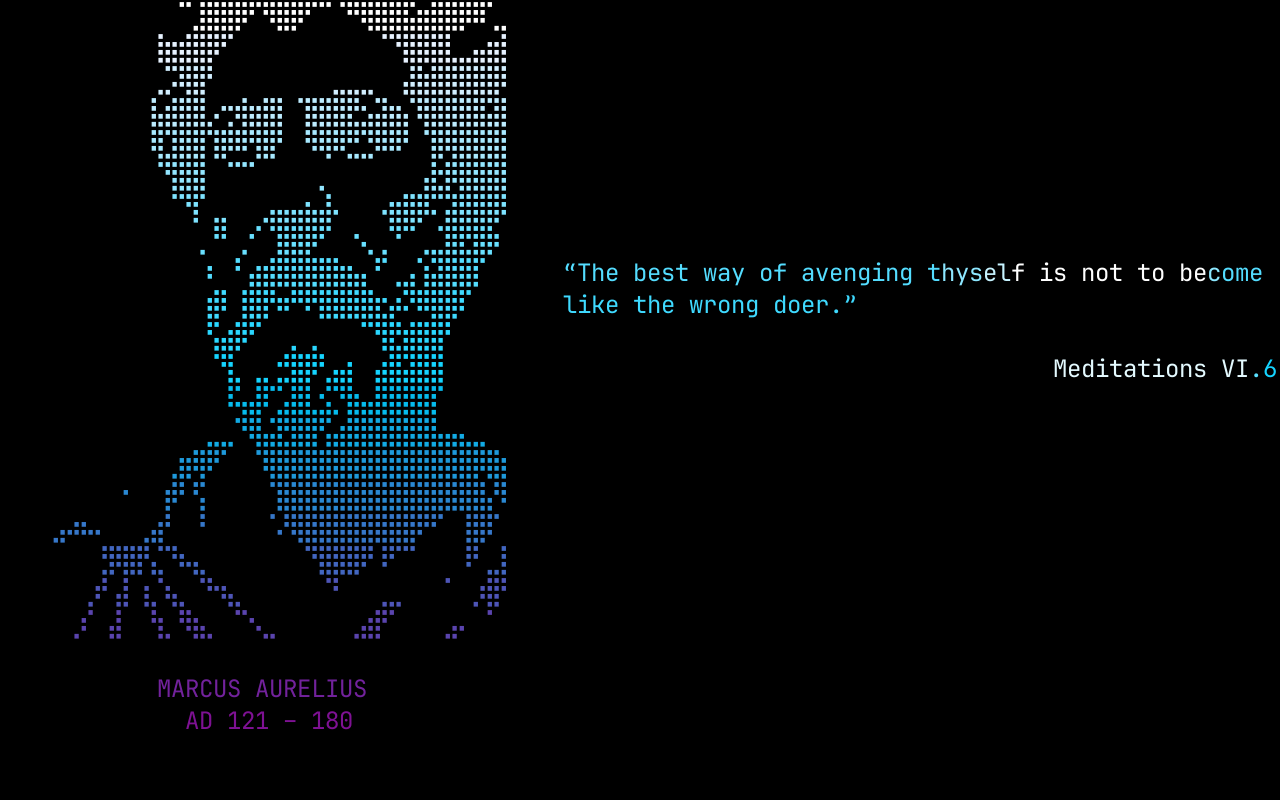 “The best way of avenging thyself is not to become
like the wrong doer.”
Meditations VI.6
MARCUS AURELIUS
AD 121 – 180